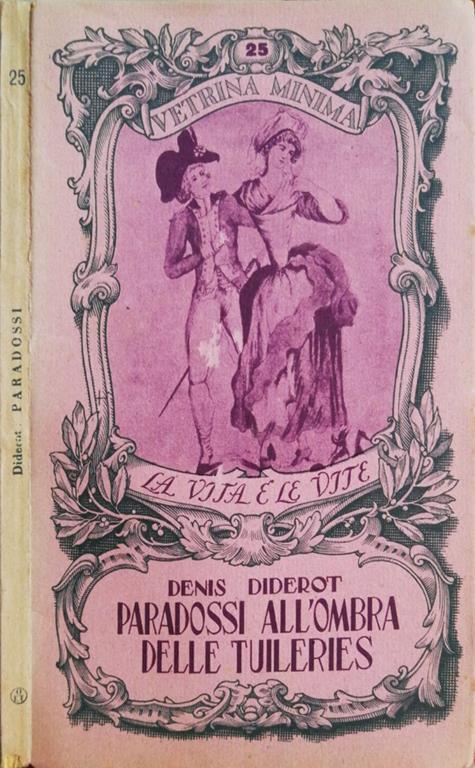 25
Diderot . PARADOSSI
25
VETRINA MINIMA
LA VITA E LE VITE
DENIS DIDEROT
PARADOSSI ALL'OMBRA
DELLE TUILERIES